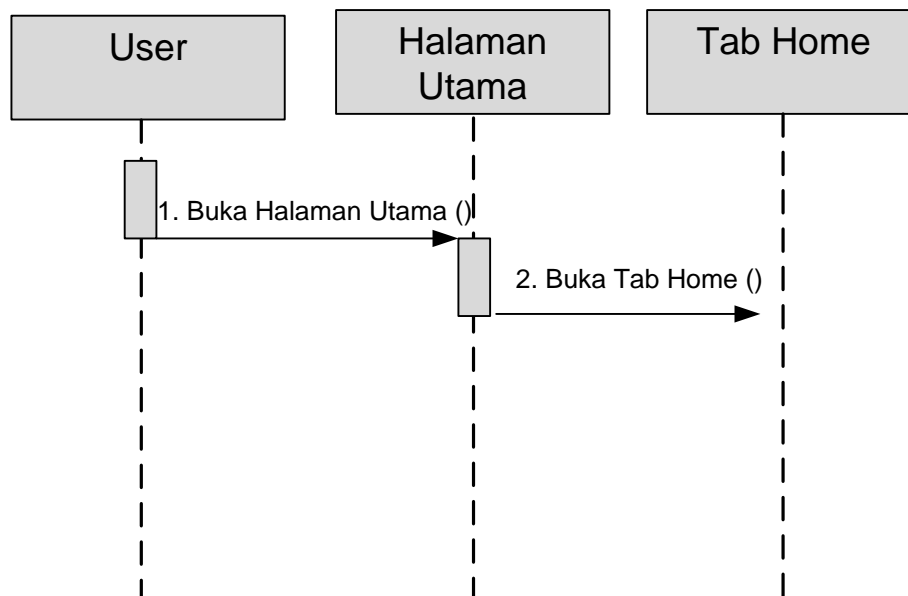 User
Halaman
Utama
Tab Home
1. Buka Halaman Utama ()
2. Buka Tab Home ()